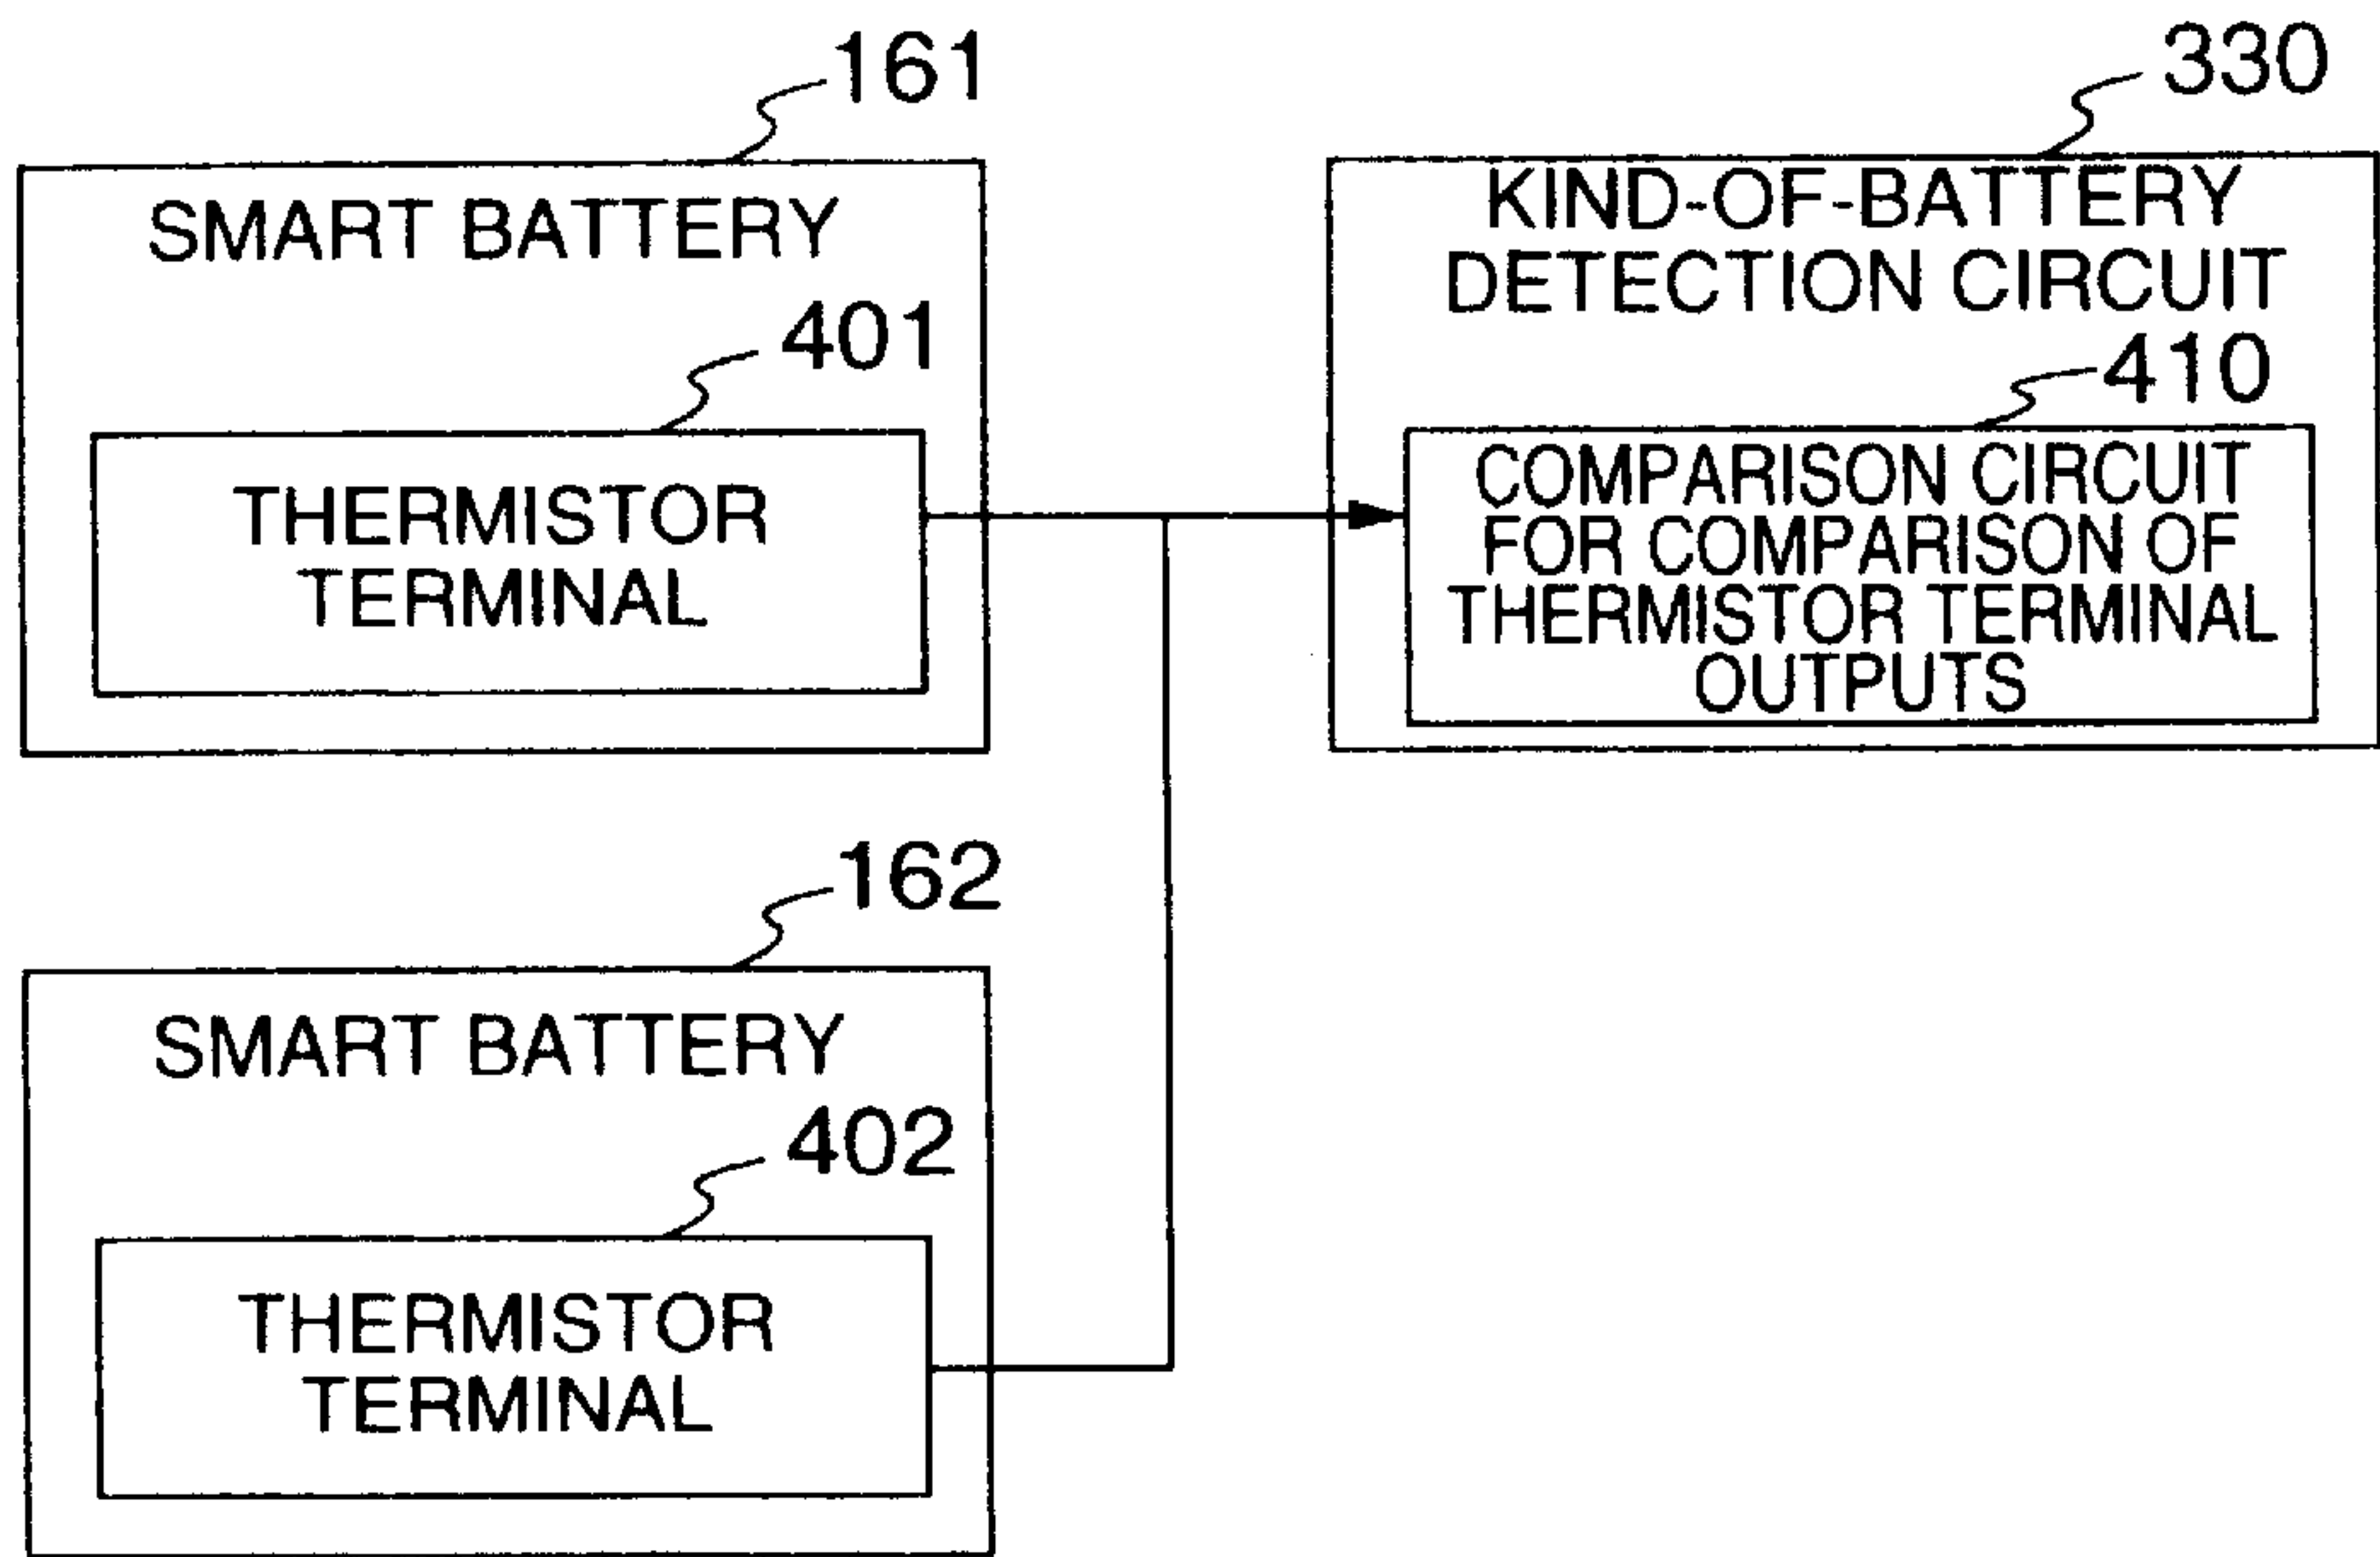 161
SMART BATTERY
401
THERMISTOR
TERMINAL
330
KIND-OF-BATTERY
DETECTION CIRCUIT
410
COMPARISON CIRCUIT
FOR COMPARISON OF
THERMISTOR TERMINAL
OUTPUTS
162
SMART BATTERY
402
THERMISTOR
TERMINAL